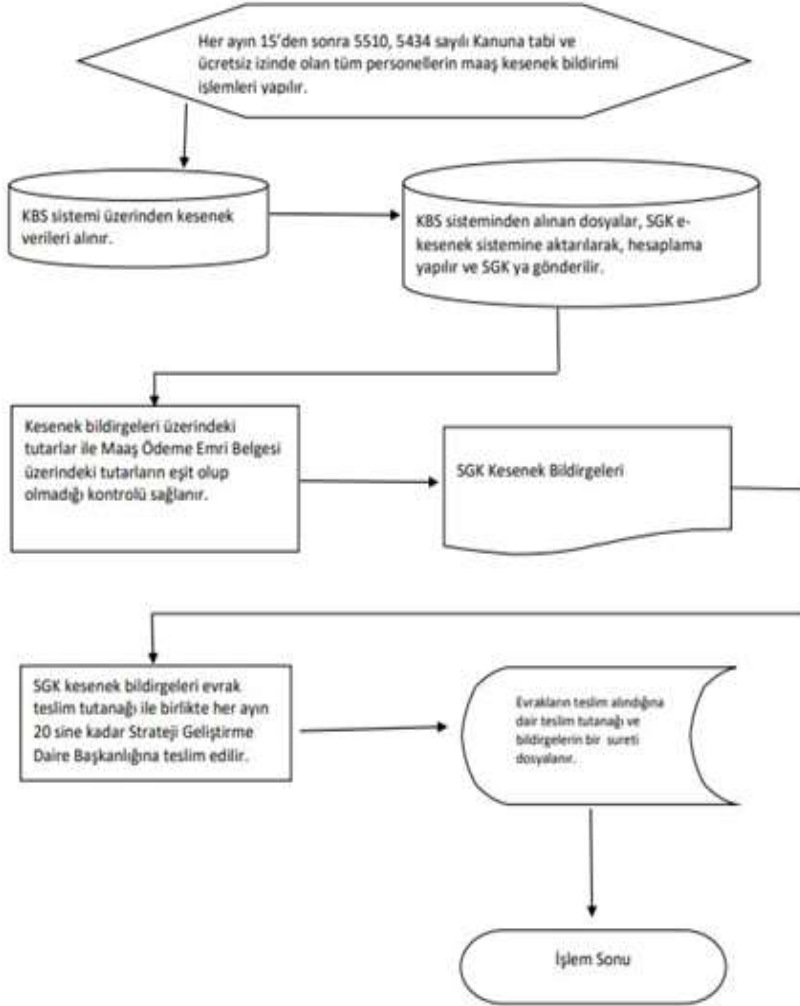 Her ayın 15'den sonra 5510, 5434 sayılı Kanuna tabi ve
ücretsiz izinde olan tüm personellerin maaş kesenek bildirimi
işlemleri yapılır.
KBS sistemi üzerinden kesenek
verileri alınır.
KBS sisteminden alınan dosyalar, SGK e-
kesenek sistemine aktarılarak, hesaplama
yapılır ve SGK ya gönderilir.
Kesenek bildirgeleri üzerindeki
tutarlar ile Maaş Ödeme Emri Belgesi
üzerindeki tutarların eşit olup
olmadığı kontrolü sağlanır.
SGK Kesenek Bildirgeleri
SGK kesenek bildirgeleri evrak
teslim tutanağı ile birlikte her ayın
20 sine kadar Strateji Geliştirme
Daire Başkanlığına teslim edilir.
Evrakların teslim alındığına
dair teslim tutanağı ve
bildirgelerin bir sureti
dosyalanır.
İşlem Sonu